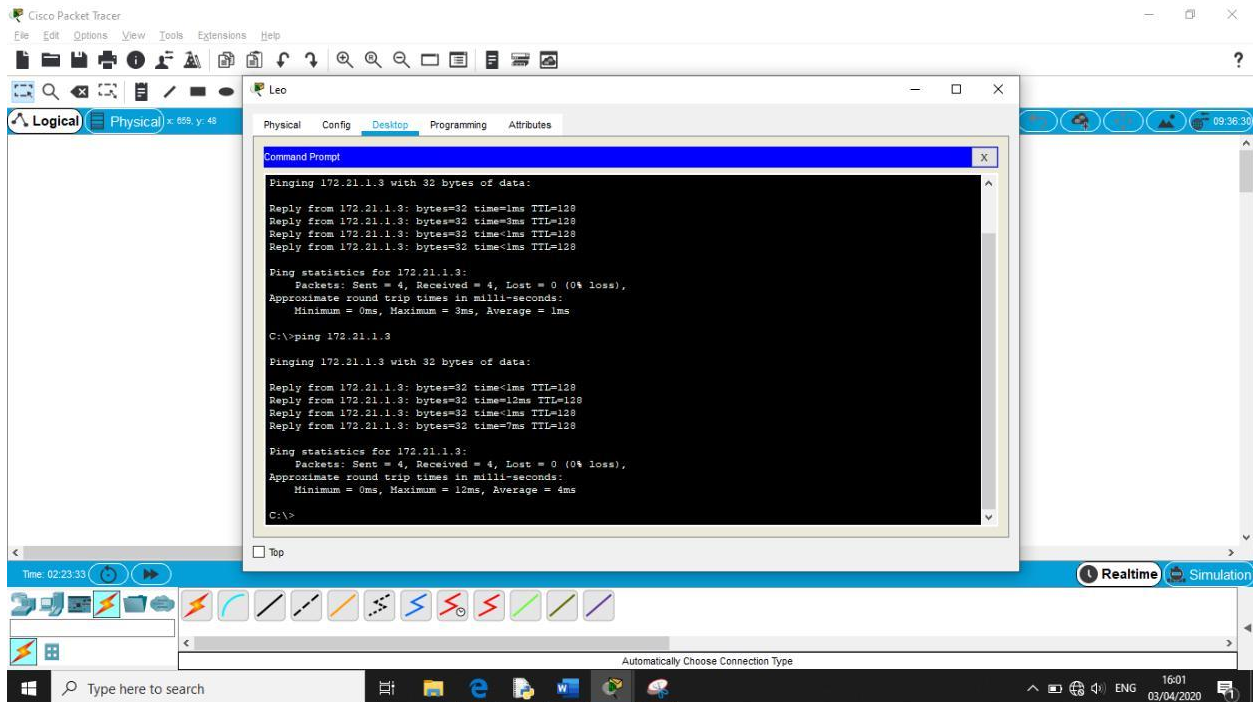 Cisco Packet Tracer
File Edit Options View Tools Extensions Help
?
Leo
Logical Physical x: 659, y: 48
09:36:30
Physical Config Desktop Programming Attributes
Command Prompt
X
Pinging 172.21.1.3 with 32 bytes of data:
Reply from 172.21.1.3: bytes=32 time=1ms TTL=128
Reply from 172.21.1.3: bytes=32 time=3ms TTL=128
Reply from 172.21.1.3: bytes=32 time<1ms TTL=128
Reply from 172.21.1.3: bytes=32 time<1ms TTL=128
Ping statistics for 172.21.1.3:
Packets: Sent = 4, Received = 4, Lost = 0 (0% loss),
Approximate round trip times in milli-seconds:
Minimum = 0ms, Maximum = 3ms, Average = 1ms
C:\>ping 172.21.1.3
Pinging 172.21.1.3 with 32 bytes of data:
Reply from 172.21.1.3: bytes=32 time<1ms TTL=128
Reply from 172.21.1.3: bytes=32 time=12ms TTL=128
Reply from 172.21.1.3: bytes=32 time<1ms TTL=128
Reply from 172.21.1.3: bytes=32 time=7ms TTL=128
Ping statistics for 172.21.1.3:
Packets: Sent = 4, Received = 4, Lost = 0 (0% loss),
Approximate round trip times in milli-seconds:
Minimum = 0ms, Maximum = 12ms, Average = 4ms
C:\>
Top
Time: 02:23:33
Realtime Simulation
Automatically Choose Connection Type
Type here to search
ENG
16:01
03/04/2020